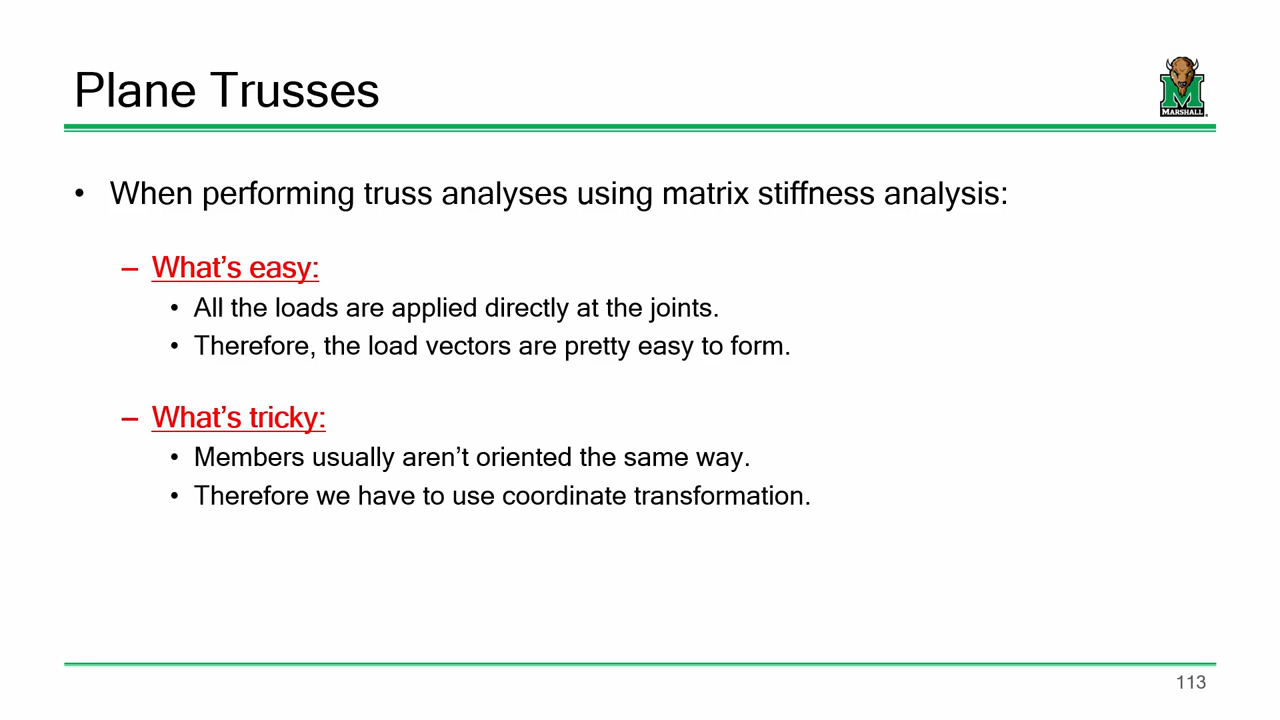 Plane Trusses
MARSHALL
• When performing truss analyses using matrix stiffness analysis:
– What’s easy:
• All the loads are applied directly at the joints.
• Therefore, the load vectors are pretty easy to form.
– What’s tricky:
• Members usually aren’t oriented the same way.
• Therefore we have to use coordinate transformation.
113